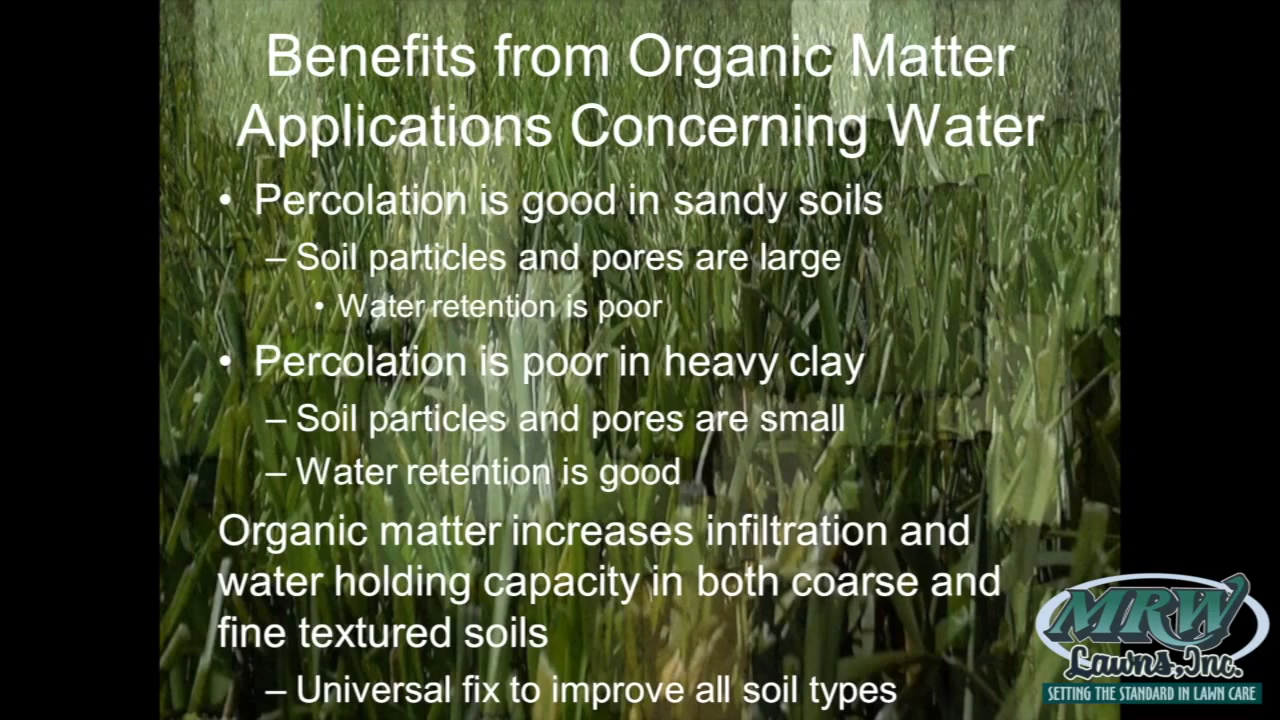 Benefits from Organic Matter
Applications Concerning Water
• Percolation is good in sandy soils
– Soil particles and pores are large
• Water retention is poor
• Percolation is poor in heavy clay
– Soil particles and pores are small
– Water retention is good
Organic matter increases infiltration and
water holding capacity in both coarse and
fine textured soils
– Universal fix to improve all soil types
MRW
Lawns, Inc.
SETTING THE STANDARD IN LAWN CARE